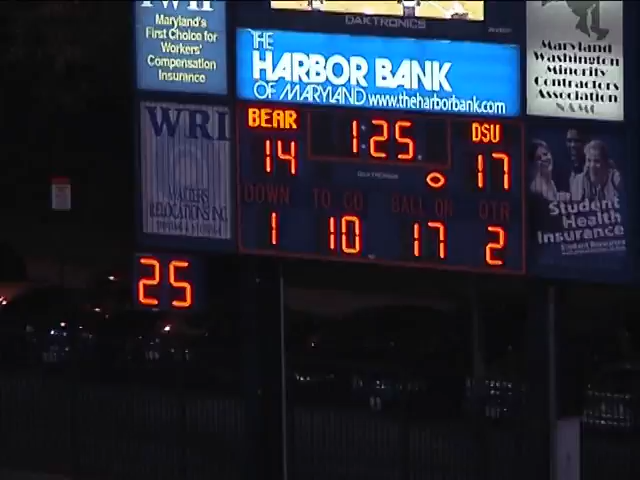 Maryland's
First Choice for
Workers'
Compensation
Insurance
DAKTRONICS
THE
HARBOR BANK
OF MARYLAND www.theharborbank.com
Maryland
Washington
Minority
Contractors
Association
NAMC
WRI
BEAR 1:25 DSU
14 17
DOWN TO GO BALL ON QTR
1 10 17 2
Student
Health
Insurance
25